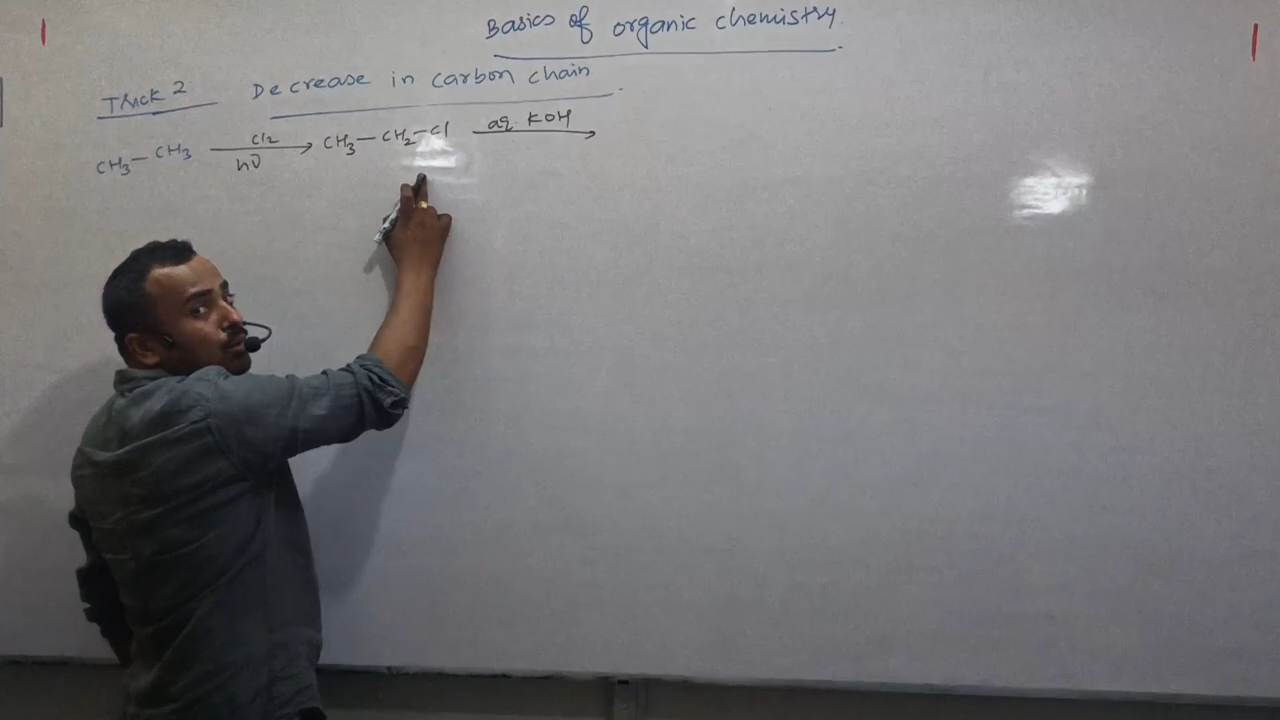 Basics of organic chemistry.
Trick 2 Decrease in carbon chain.
CH3-CH3 Cl2 hν → CH3-CH2-Cl aq. KOH →